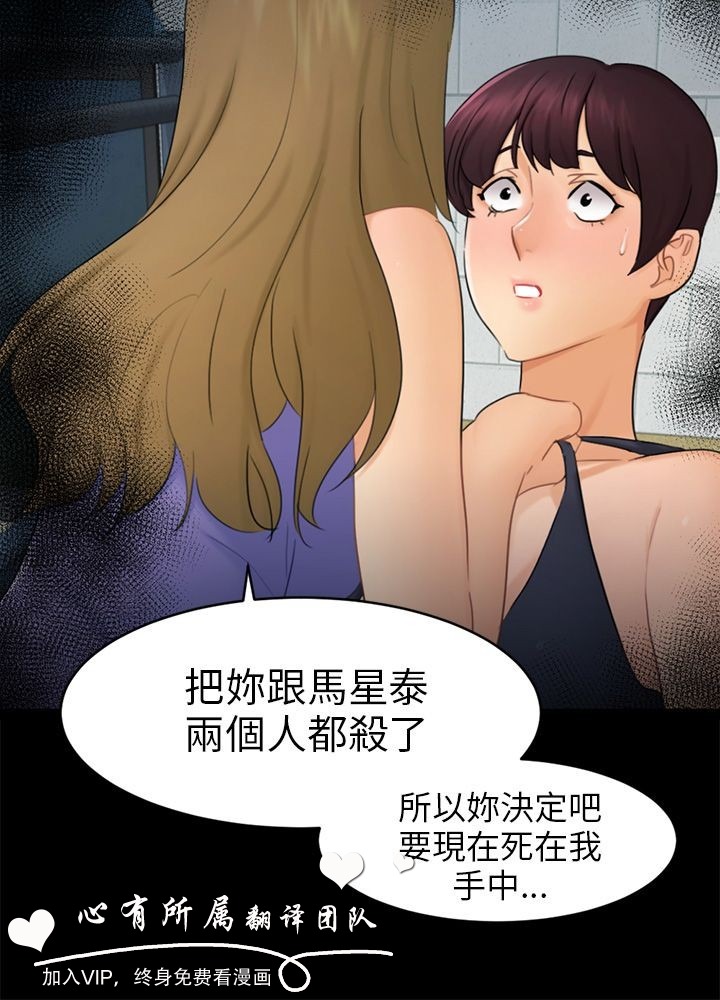 把妳跟馬星泰
兩個人都殺了
所以妳決定吧
要現在死在我
手中...
心有所属翻译团队
加入VIP，终身免费看漫画